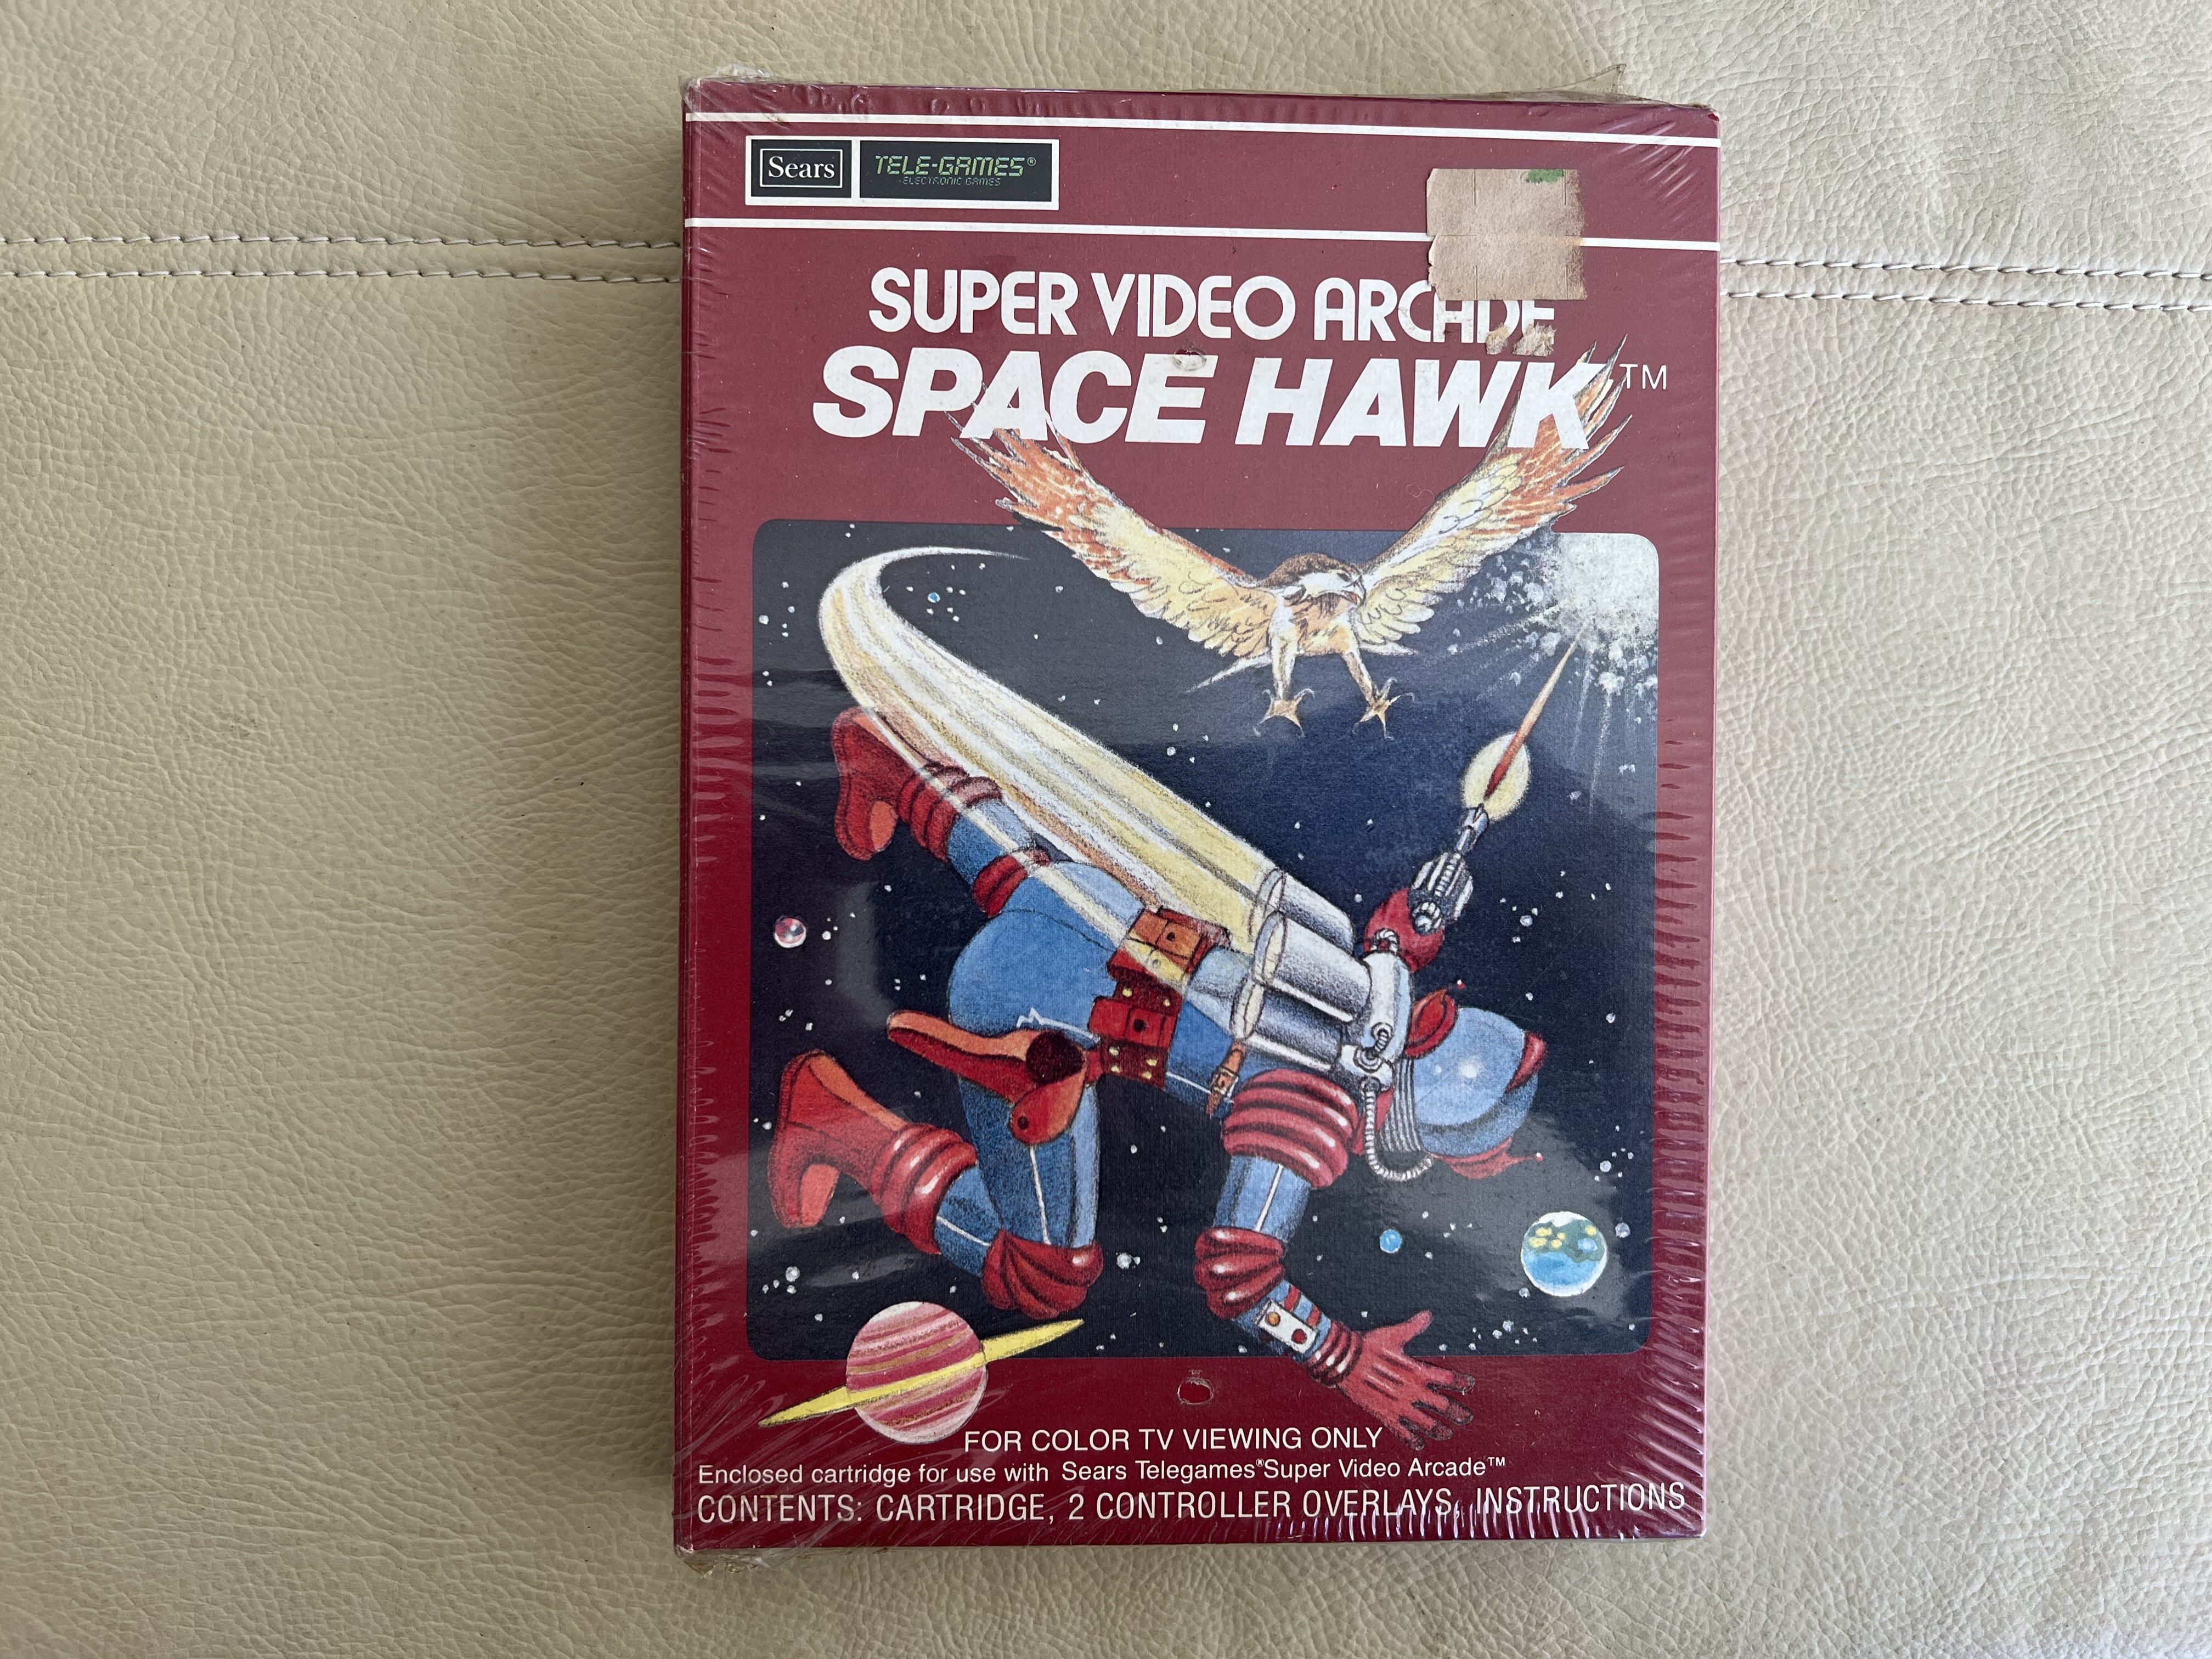 Sears TELE-GAMES®
ELECTRONIC GAMES
SUPER VIDEO ARCADE
SPACE HAWK™
FOR COLOR TV VIEWING ONLY
Enclosed cartridge for use with Sears Telegames® Super Video Arcade™
CONTENTS: CARTRIDGE, 2 CONTROLLER OVERLAYS, INSTRUCTIONS